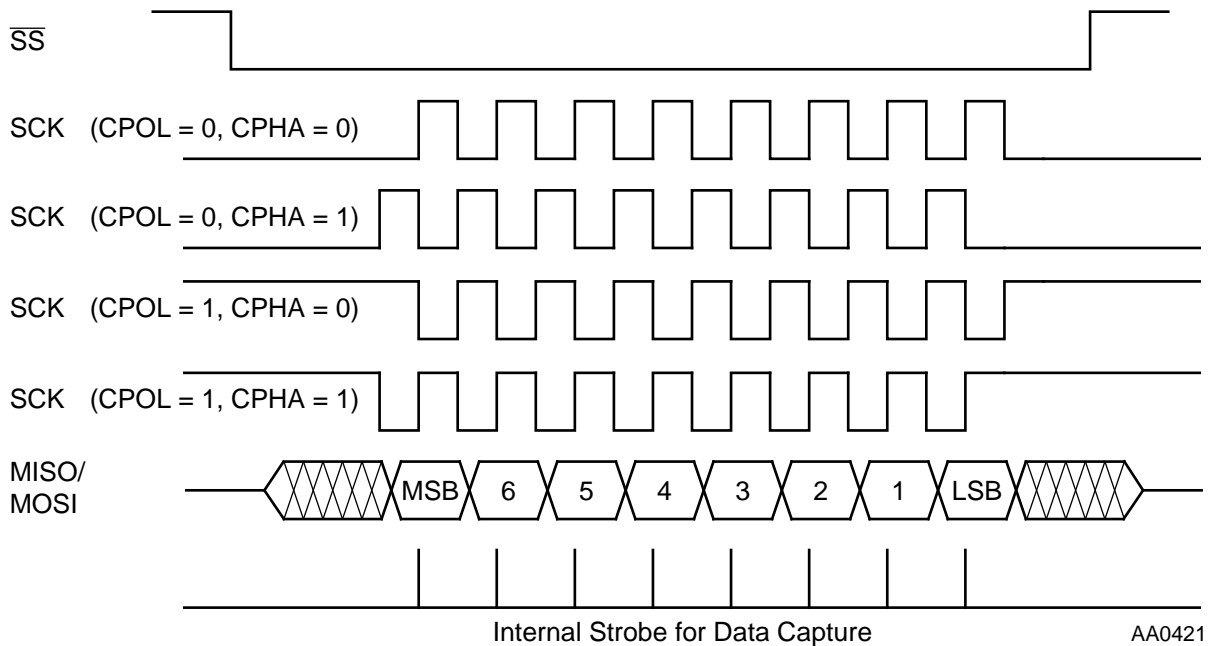 S̅S̅
SCK (CPOL = 0, CPHA = 0)
SCK (CPOL = 0, CPHA = 1)
SCK (CPOL = 1, CPHA = 0)
SCK (CPOL = 1, CPHA = 1)
MISO/
MOSI
MSB 6 5 4 3 2 1 LSB
Internal Strobe for Data Capture
AA0421